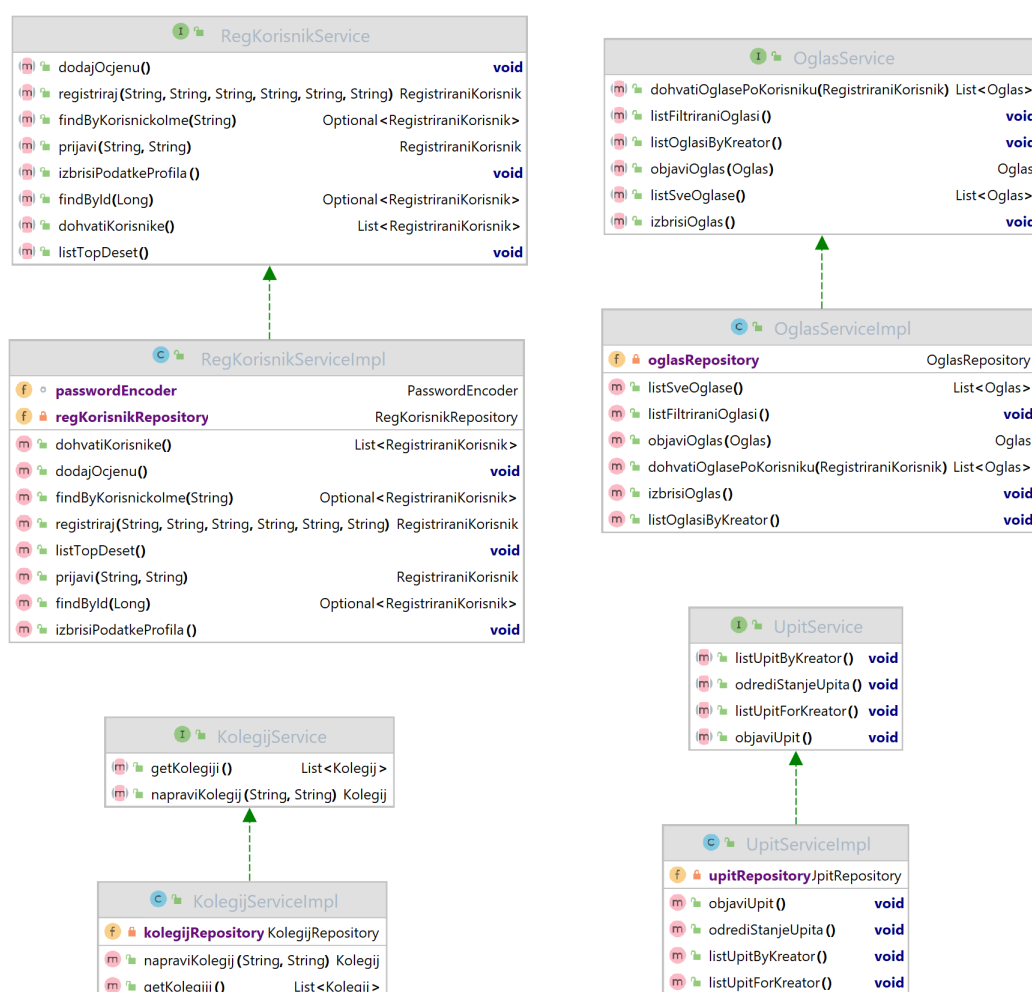 RegKorisnikService
dodajOcjenu() void
registriraj(String, String, String, String, String, String) RegistriraniKorisnik
findByKorisnickoIme(String) Optional<RegistriraniKorisnik>
prijavi(String, String) RegistriraniKorisnik
izbrisiPodatkeProfila() void
findById(Long) Optional<RegistriraniKorisnik>
dohvatiKorisnike() List<RegistriraniKorisnik>
listTopDeset() void
RegKorisnikServiceImpl
passwordEncoder PasswordEncoder
regKorisnikRepository RegKorisnikRepository
dohvatiKorisnike() List<RegistriraniKorisnik>
dodajOcjenu() void
findByKorisnickoIme(String) Optional<RegistriraniKorisnik>
registriraj(String, String, String, String, String, String) RegistriraniKorisnik
listTopDeset() void
prijavi(String, String) RegistriraniKorisnik
findById(Long) Optional<RegistriraniKorisnik>
izbrisiPodatkeProfila() void
OglasService
dohvatiOglasePoKorisniku(RegistriraniKorisnik) List<Oglas>
listFiltriraniOglasi() void
listOglasiByKreator() void
objaviOglas(Oglas) Oglas
listSveOglase() List<Oglas>
izbrisiOglas() void
OglasServiceImpl
oglasRepository OglasRepository
listSveOglase() List<Oglas>
listFiltriraniOglasi() void
objaviOglas(Oglas) Oglas
dohvatiOglasePoKorisniku(RegistriraniKorisnik) List<Oglas>
izbrisiOglas() void
listOglasiByKreator() void
KolegijService
getKolegiji() List<Kolegij>
napraviKolegij(String, String) Kolegij
KolegijServiceImpl
kolegijRepository KolegijRepository
napraviKolegij(String, String) Kolegij
getKolegiji() List<Kolegij>
UpitService
listUpitByKreator() void
odrediStanjeUpita() void
listUpitForKreator() void
objaviUpit() void
UpitServiceImpl
upitRepository JpitRepository
objaviUpit() void
odrediStanjeUpita() void
listUpitByKreator() void
listUpitForKreator() void